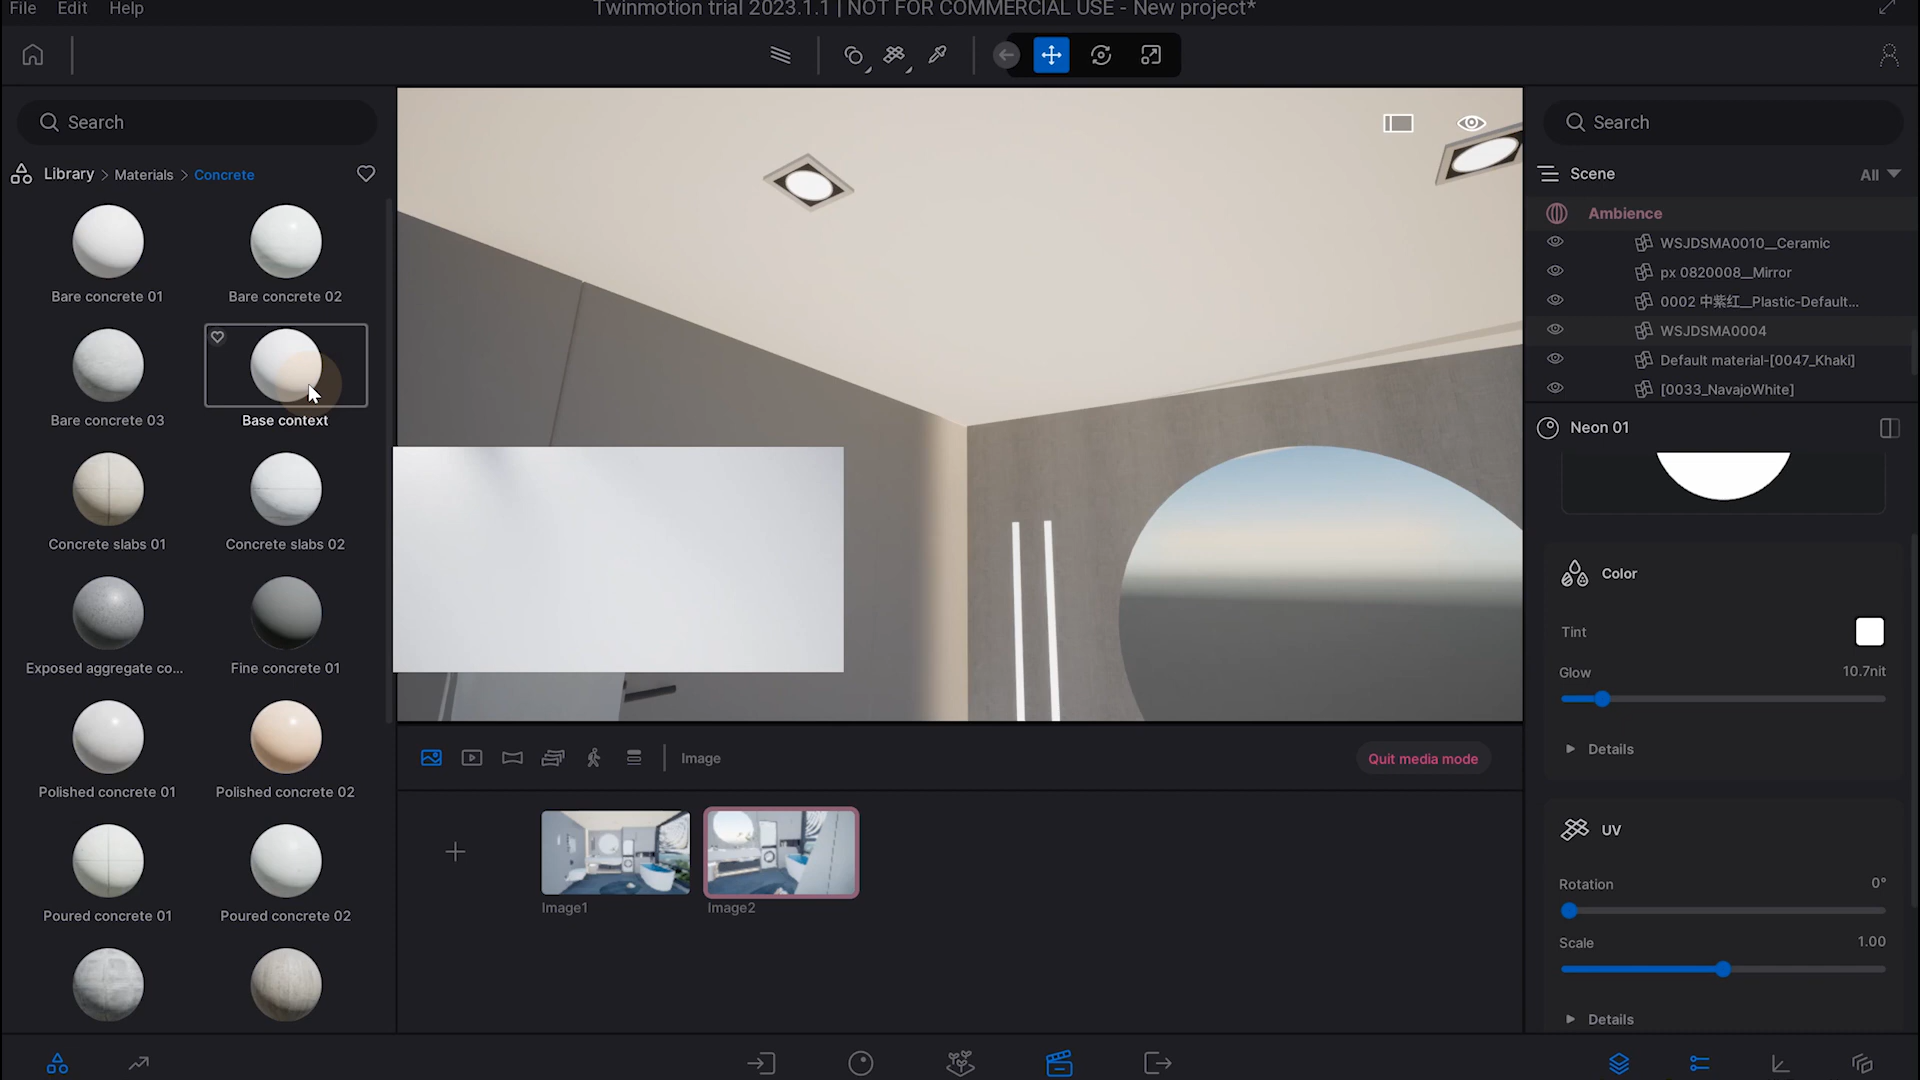 File Edit Help
Twinmotion trial 2023.1.1 | NOT FOR COMMERCIAL USE - New project*
Search
Library > Materials > Concrete
Bare concrete 01
Bare concrete 02
Bare concrete 03
Base context
Concrete slabs 01
Concrete slabs 02
Exposed aggregate co...
Fine concrete 01
Polished concrete 01
Polished concrete 02
Poured concrete 01
Poured concrete 02
Image
Quit media mode
Image1
Image2
Search
Scene
All
Ambience
WSJDSMA0010__Ceramic
px 0820008__Mirror
0002 中紫红__Plastic-Default...
WSJDSMA0004
Default material-[0047_Khaki]
[0033_NavajoWhite]
Neon 01
Color
Tint
Glow 10.7nit
Details
UV
Rotation 0°
Scale 1.00
Details